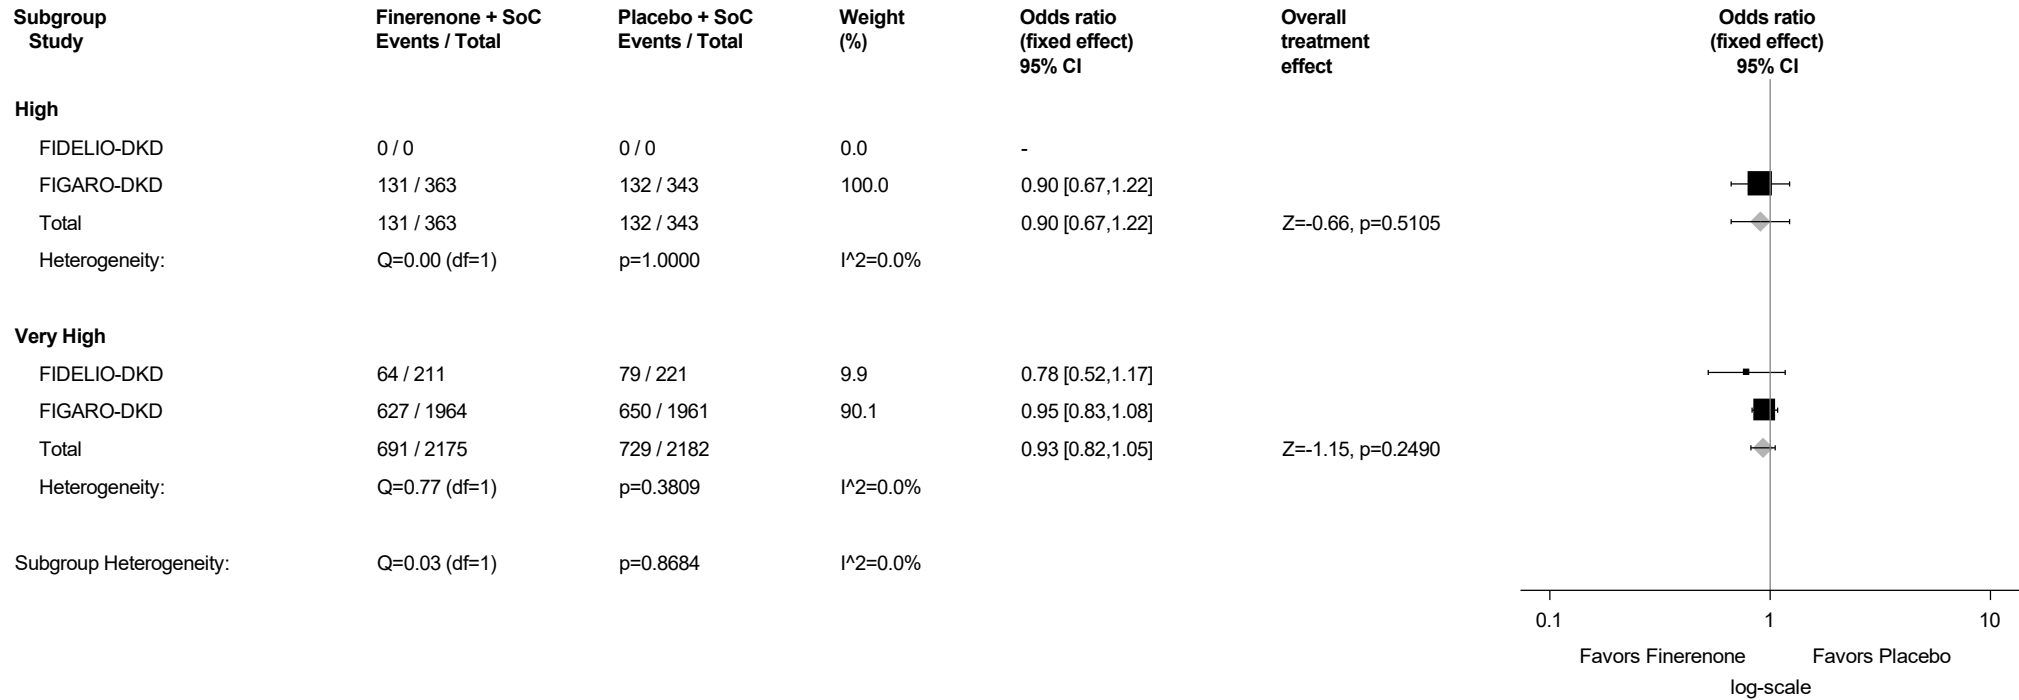 Subgroup Finerenone + SoC Placebo + SoC Weight Odds ratio Overall Odds ratio
Study Events / Total Events / Total (%) (fixed effect) treatment (fixed effect)
95% CI effect 95% CI
High
FIDELIO-DKD 0 / 0 0 / 0 0.0 -
FIGARO-DKD 131 / 363 132 / 343 100.0 0.90 [0.67,1.22]
Total 131 / 363 132 / 343 0.90 [0.67,1.22] Z=-0.66, p=0.5105
Heterogeneity: Q=0.00 (df=1) p=1.0000 I^2=0.0%
Very High
FIDELIO-DKD 64 / 211 79 / 221 9.9 0.78 [0.52,1.17]
FIGARO-DKD 627 / 1964 650 / 1961 90.1 0.95 [0.83,1.08]
Total 691 / 2175 729 / 2182 0.93 [0.82,1.05] Z=-1.15, p=0.2490
Heterogeneity: Q=0.77 (df=1) p=0.3809 I^2=0.0%
Subgroup Heterogeneity: Q=0.03 (df=1) p=0.8684 I^2=0.0%
0.1 1 10
Favors Finerenone Favors Placebo
log-scale